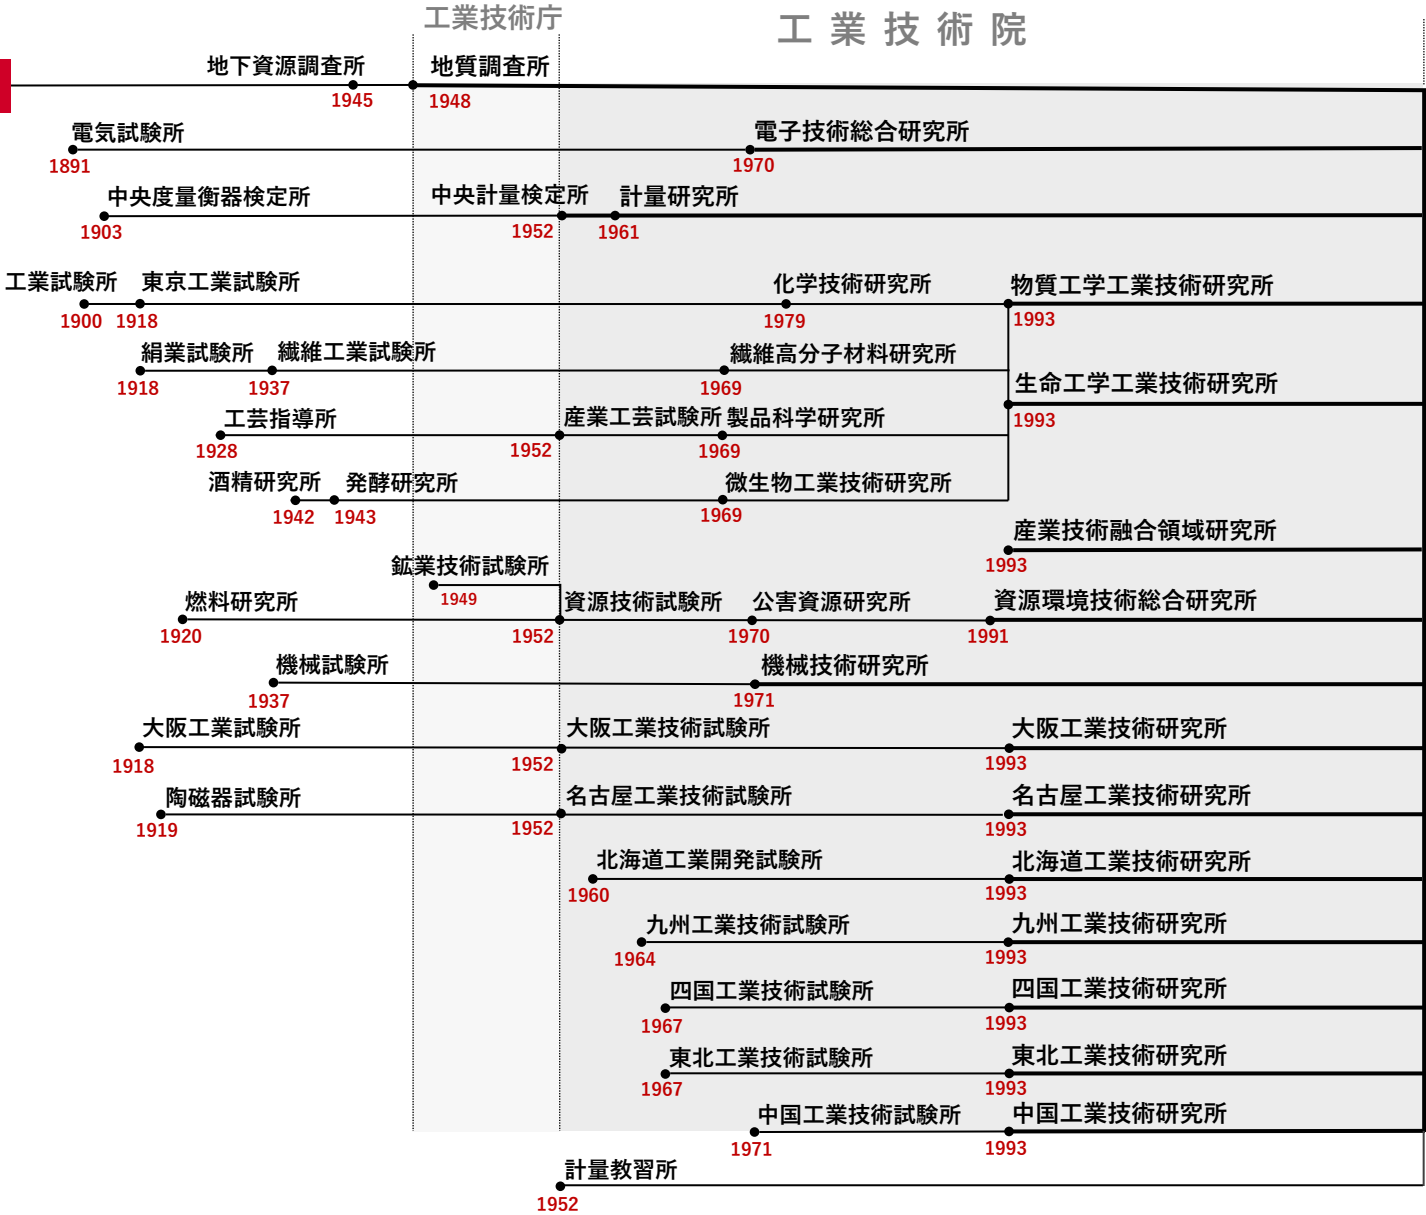 工業技術庁
工業技術院
地下資源調査所
地質調査所
1945
1948
電気試験所
電子技術総合研究所
1891
1970
中央度量衡器検定所
中央計量検定所
計量研究所
1903
1952
1961
工業試験所
東京工業試験所
化学技術研究所
物質工学工業技術研究所
1900
1918
1979
1993
絹業試験所
繊維工業試験所
繊維高分子材料研究所
生命工学工業技術研究所
1918
1937
1969
1993
工芸指導所
産業工芸試験所
製品科学研究所
1928
1952
1969
酒精研究所
発酵研究所
微生物工業技術研究所
1942
1943
1969
産業技術融合領域研究所
1993
鉱業技術試験所
1949
燃料研究所
資源技術試験所
公害資源研究所
資源環境技術総合研究所
1920
1952
1970
1991
機械試験所
機械技術研究所
1937
1971
大阪工業試験所
大阪工業技術試験所
大阪工業技術研究所
1918
1952
1993
陶磁器試験所
名古屋工業技術試験所
名古屋工業技術研究所
1919
1952
1993
北海道工業開発試験所
北海道工業技術研究所
1960
1993
九州工業技術試験所
九州工業技術研究所
1964
1993
四国工業技術試験所
四国工業技術研究所
1967
1993
東北工業技術試験所
東北工業技術研究所
1967
1993
中国工業技術試験所
中国工業技術研究所
1971
1993
計量教習所
1952